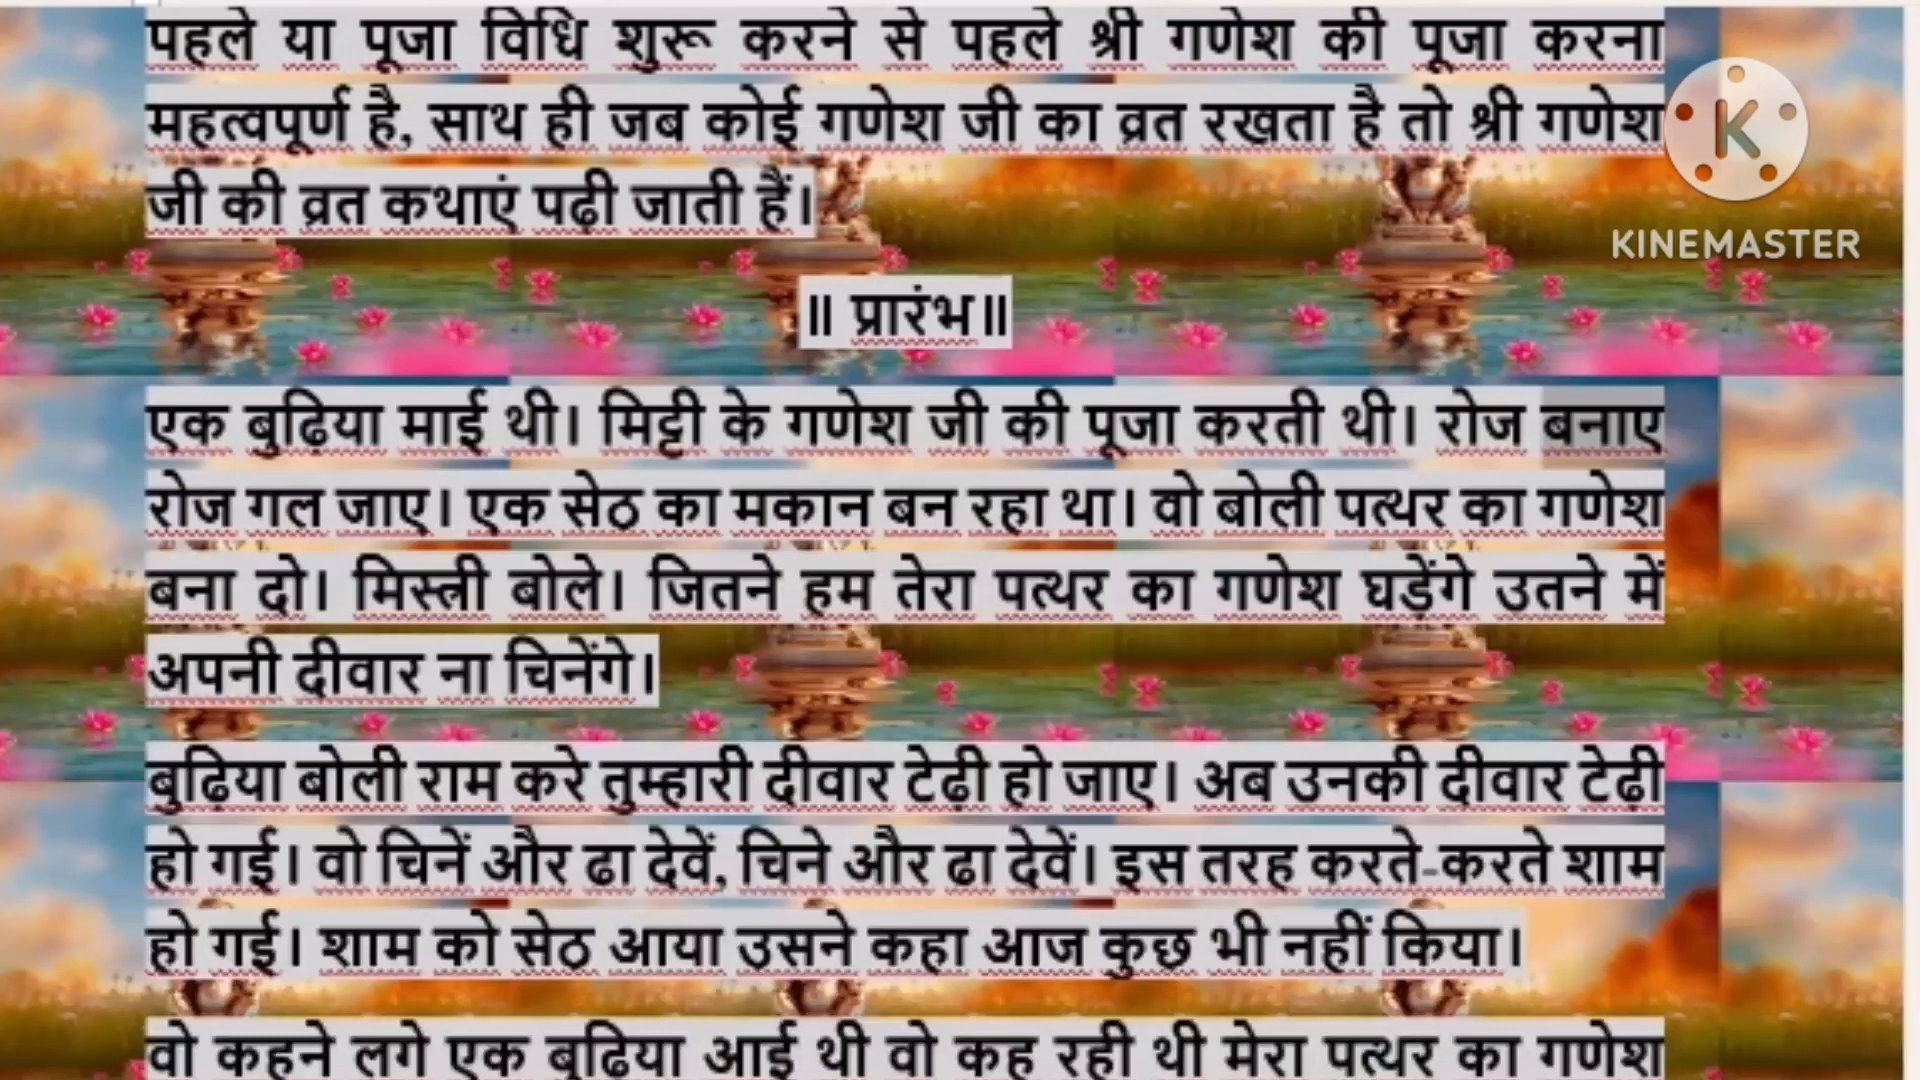 पहले या पूजा विधि शुरू करने से पहले श्री गणेश की पूजा करना
महत्वपूर्ण है, साथ ही जब कोई गणेश जी का व्रत रखता है तो श्री गणेश
जी की व्रत कथाएं पढ़ी जाती हैं।
KINEMASTER
॥ प्रारंभ॥
एक बुढ़िया माई थी। मिट्टी के गणेश जी की पूजा करती थी। रोज बनाए
रोज गल जाए। एक सेठ का मकान बन रहा था। वो बोली पत्थर का गणेश
बना दो। मिस्त्री बोले। जितने हम तेरा पत्थर का गणेश घड़ेंगे उतने में
अपनी दीवार ना चिनेंगे।
बुढ़िया बोली राम करे तुम्हारी दीवार टेढ़ी हो जाए। अब उनकी दीवार टेढ़ी
हो गई। वो चिनें और ढा देवें, चिने और ढा देवें। इस तरह करते-करते शाम
हो गई। शाम को सेठ आया उसने कहा आज कुछ भी नहीं किया।
वो कहने लगे एक बुढ़िया आई थी वो कह रही थी मेरा पत्थर का गणेश